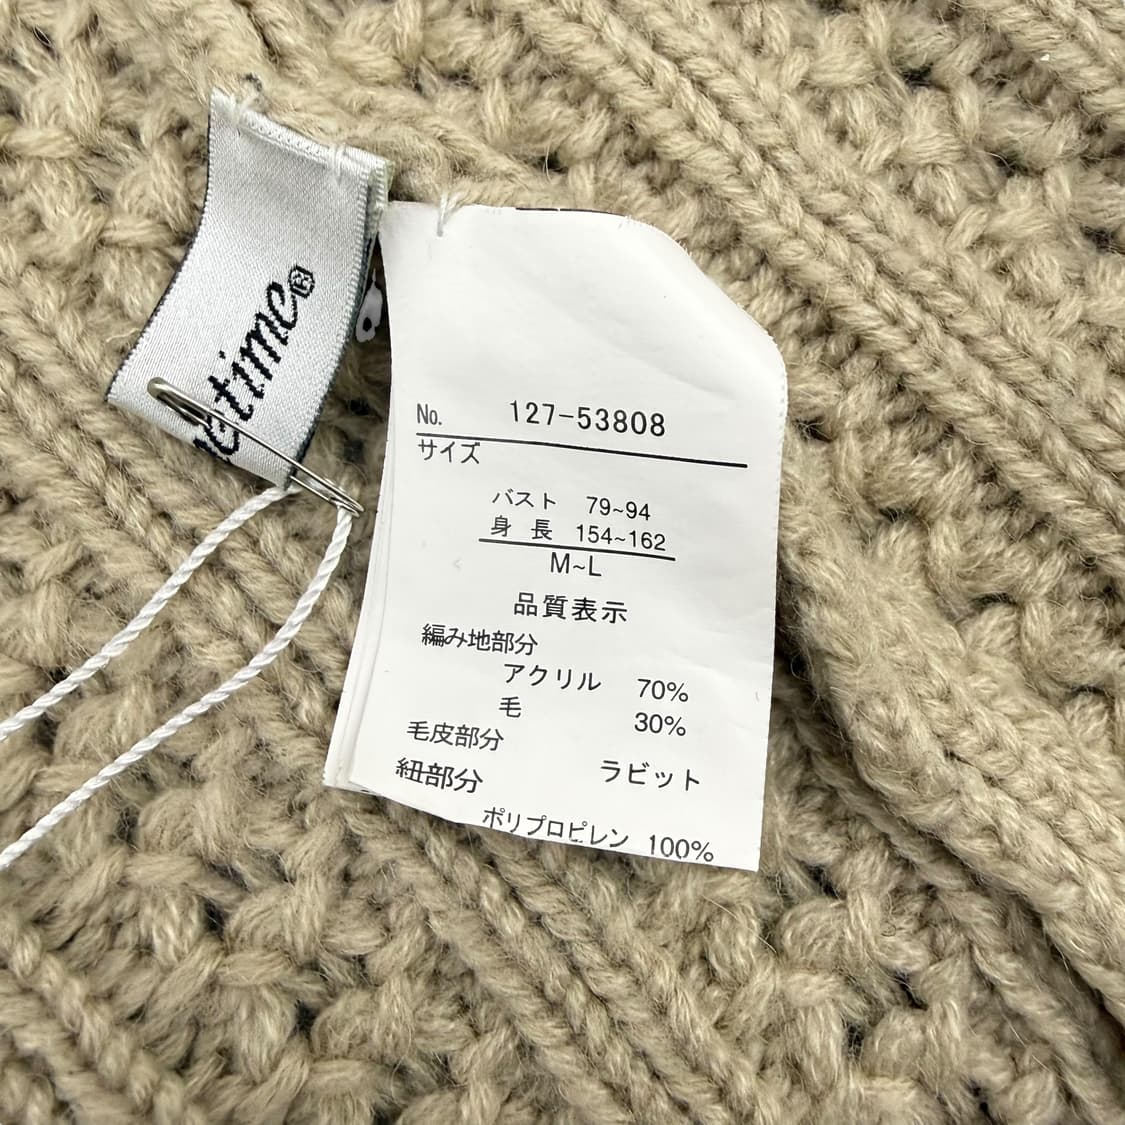 time®
No. 127-53808
サイズ
バスト 79~94
身長 154~162
M~L
品質表示
編み地部分
アクリル 70%
毛 30%
毛皮部分
ラビット
紐部分
ポリプロピレン 100%